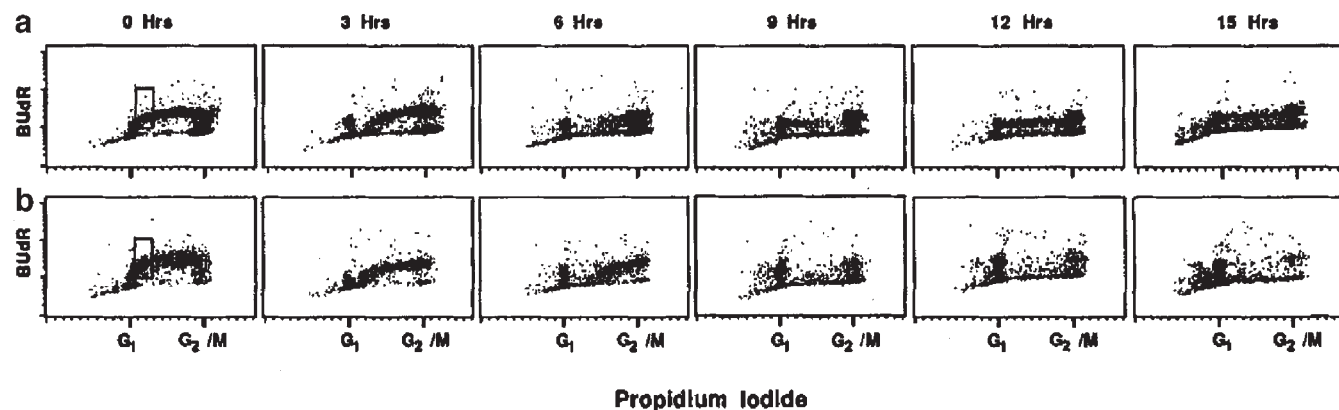 a 0 Hrs 3 Hrs 6 Hrs 9 Hrs 12 Hrs 15 Hrs
BUdR
b
BUdR
G1 G2 /M G1 G2 /M G1 G2 /M G1 G2 /M G1 G2 /M G1 G2 /M
Propidium Iodide